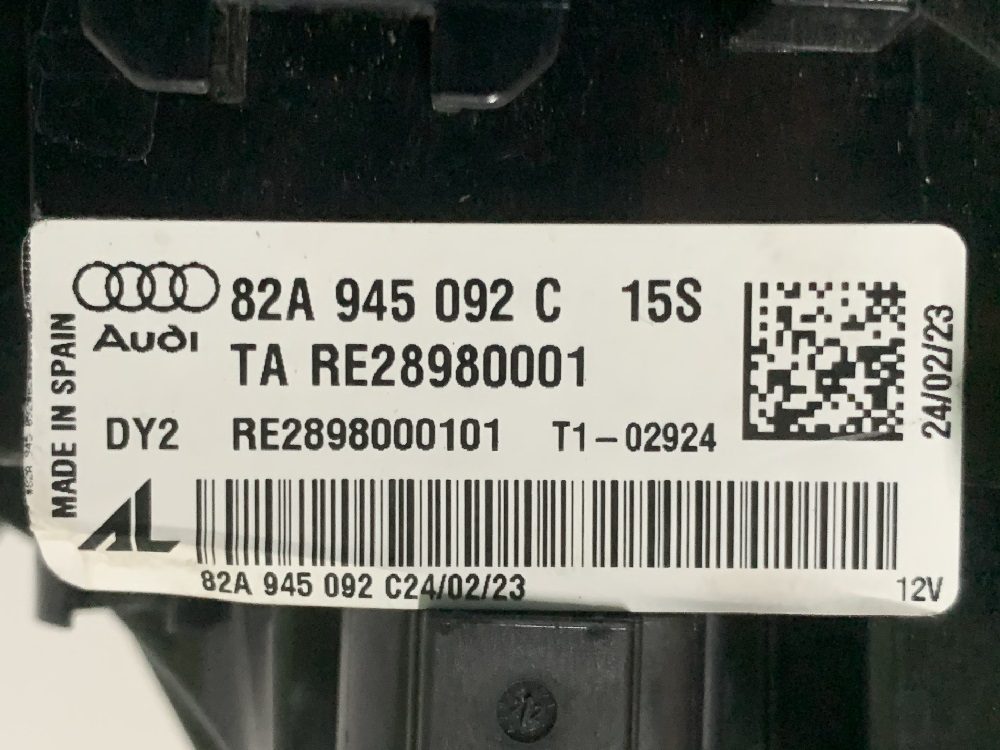 82A 945 092 C 15S
Audi
TA RE28980001
DY2 RE2898000101 T1-02924
MADE IN SPAIN
24/02/23
AL
82A 945 092 C24/02/23
12V